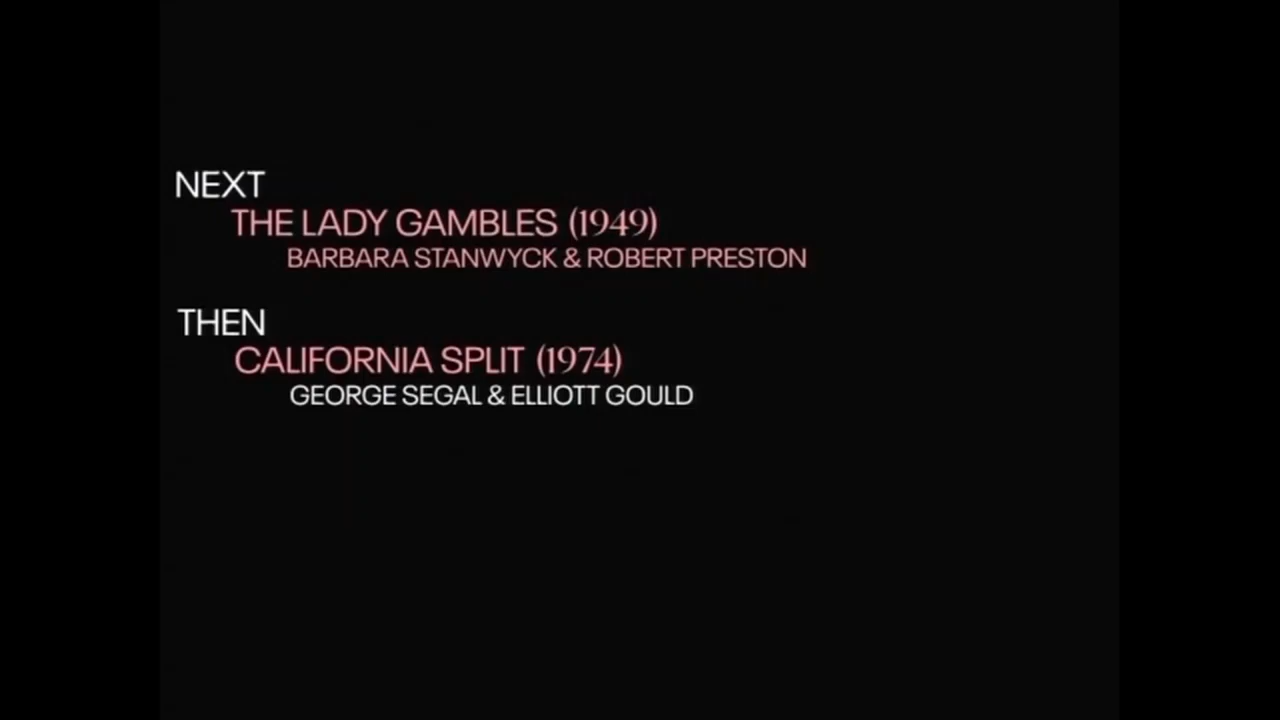 NEXT
THE LADY GAMBLES (1949)
BARBARA STANWYCK & ROBERT PRESTON
THEN
CALIFORNIA SPLIT (1974)
GEORGE SEGAL & ELLIOTT GOULD